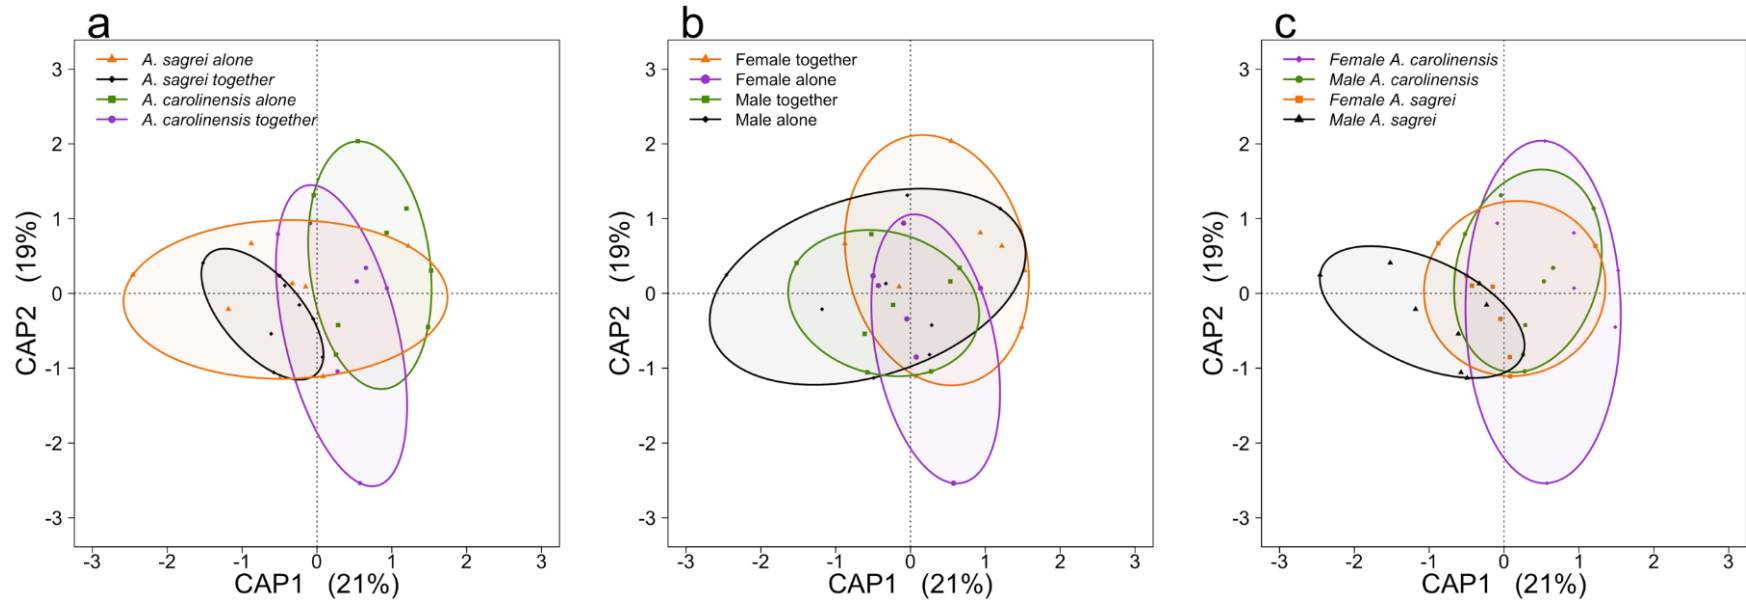 a
A. sagrei alone
A. sagrei together
A. carolinensis alone
A. carolinensis together
3
2
1
0
-1
-2
-3
CAP2 (19%)
-3 -2 -1 0 1 2 3
CAP1 (21%)
b
Female together
Female alone
Male together
Male alone
3
2
1
0
-1
-2
-3
CAP2 (19%)
-3 -2 -1 0 1 2 3
CAP1 (21%)
c
Female A. carolinensis
Male A. carolinensis
Female A. sagrei
Male A. sagrei
3
2
1
0
-1
-2
-3
CAP2 (19%)
-3 -2 -1 0 1 2 3
CAP1 (21%)